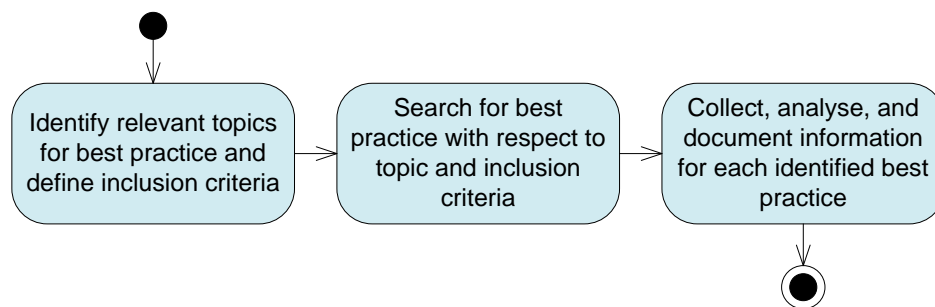 Identify relevant topics
for best practice and
define inclusion criteria
Search for best
practice with respect to
topic and inclusion
criteria
Collect, analyse, and
document information
for each identified best
practice